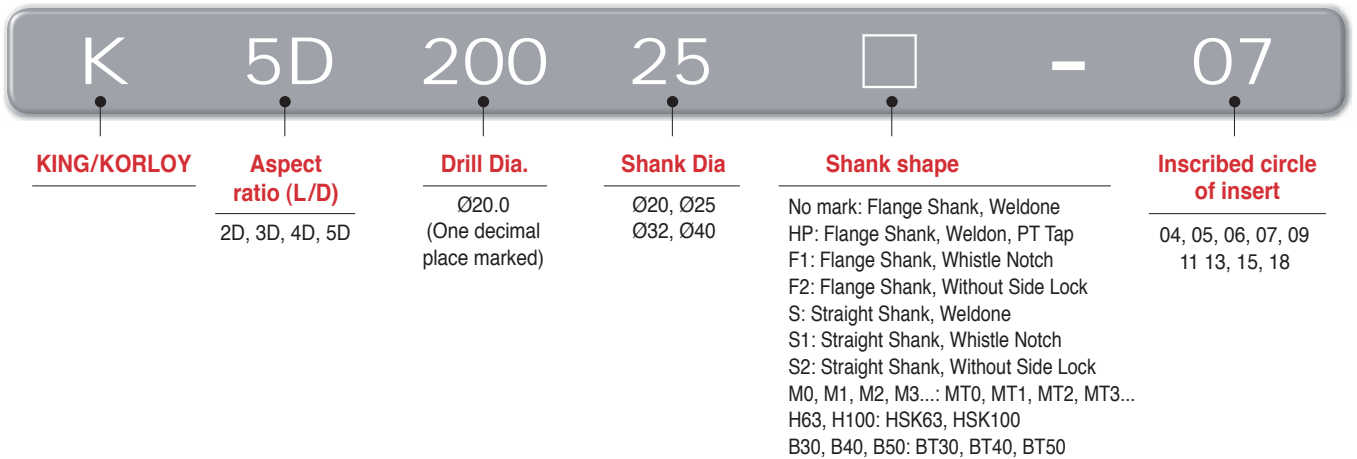 K 5D 200 25 □ - 07
KING/KORLOY
Aspect
ratio (L/D)
2D, 3D, 4D, 5D
Drill Dia.
Ø20.0
(One decimal
place marked)
Shank Dia
Ø20, Ø25
Ø32, Ø40
Shank shape
No mark: Flange Shank, Weldone
HP: Flange Shank, Weldon, PT Tap
F1: Flange Shank, Whistle Notch
F2: Flange Shank, Without Side Lock
S: Straight Shank, Weldone
S1: Straight Shank, Whistle Notch
S2: Straight Shank, Without Side Lock
M0, M1, M2, M3...: MT0, MT1, MT2, MT3...
H63, H100: HSK63, HSK100
B30, B40, B50: BT30, BT40, BT50
Inscribed circle
of insert
04, 05, 06, 07, 09
11 13, 15, 18